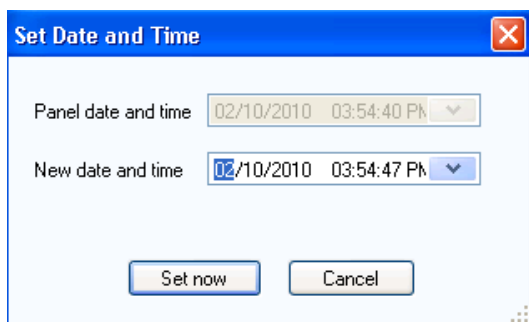 Set Date and Time
Panel date and time 02/10/2010 03:54:40 PM
New date and time 02/10/2010 03:54:47 PM
Set now Cancel